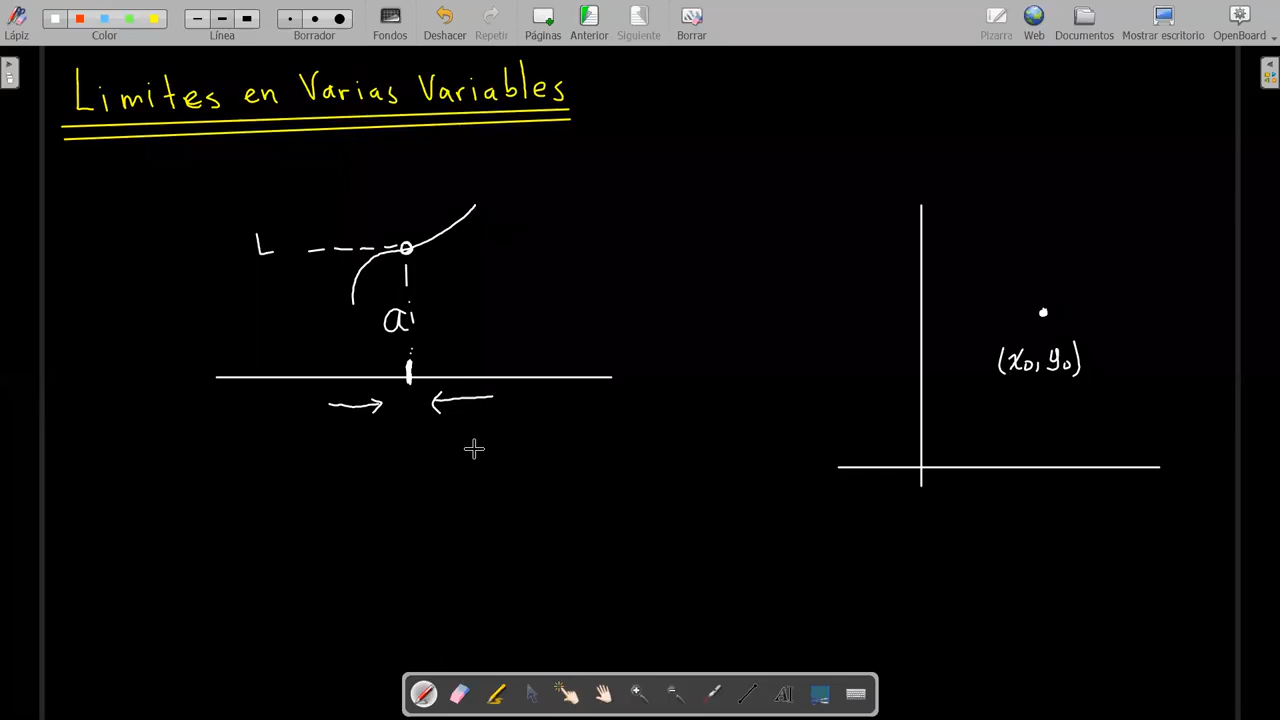 Lápiz
Color
Línea
Borrador
Fondos
Deshacer
Repetir
Páginas
Anterior
Siguiente
Borrar
Pizarra
Web
Documentos
Mostrar escritorio
OpenBoard
Limites en Varias Variables
L
a
(x0, y0)
AI